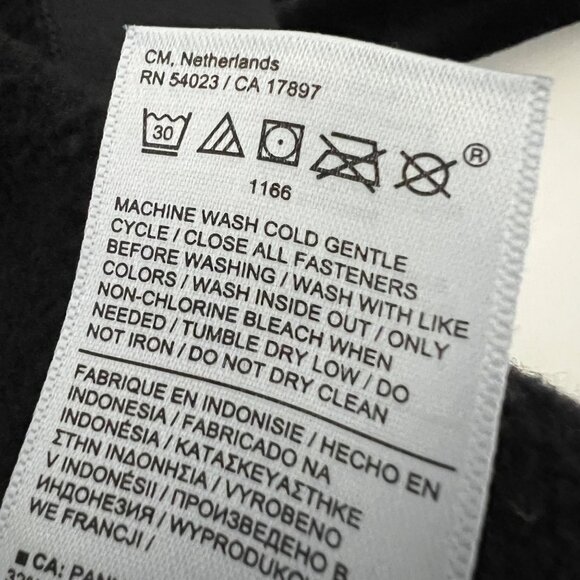 CM, Netherlands
RN 54023 / CA 17897
30
®
1166
MACHINE WASH COLD GENTLE
CYCLE / CLOSE ALL FASTENERS
BEFORE WASHING / WASH WITH LIKE
COLORS / WASH INSIDE OUT / ONLY
NON-CHLORINE BLEACH WHEN
NEEDED / TUMBLE DRY LOW / DO
NOT IRON / DO NOT DRY CLEAN
FABRIQUE EN INDONISIE / HECHO EN
INDONESIA / FABRICADO NA
INDONÉSIA / ΚΑΤΑΣΚΕΥΑΣΤΗΚΕ
ΣΤΗΝ ΙΝΔΟΝΗΣΙΑ / VYROBENO
V INDONÉSII / ПРОИЗВЕДЕНО В
ИНДОНЕЗИЯ / WYPRODUKOW
WE FRANCJI /
■ CA: